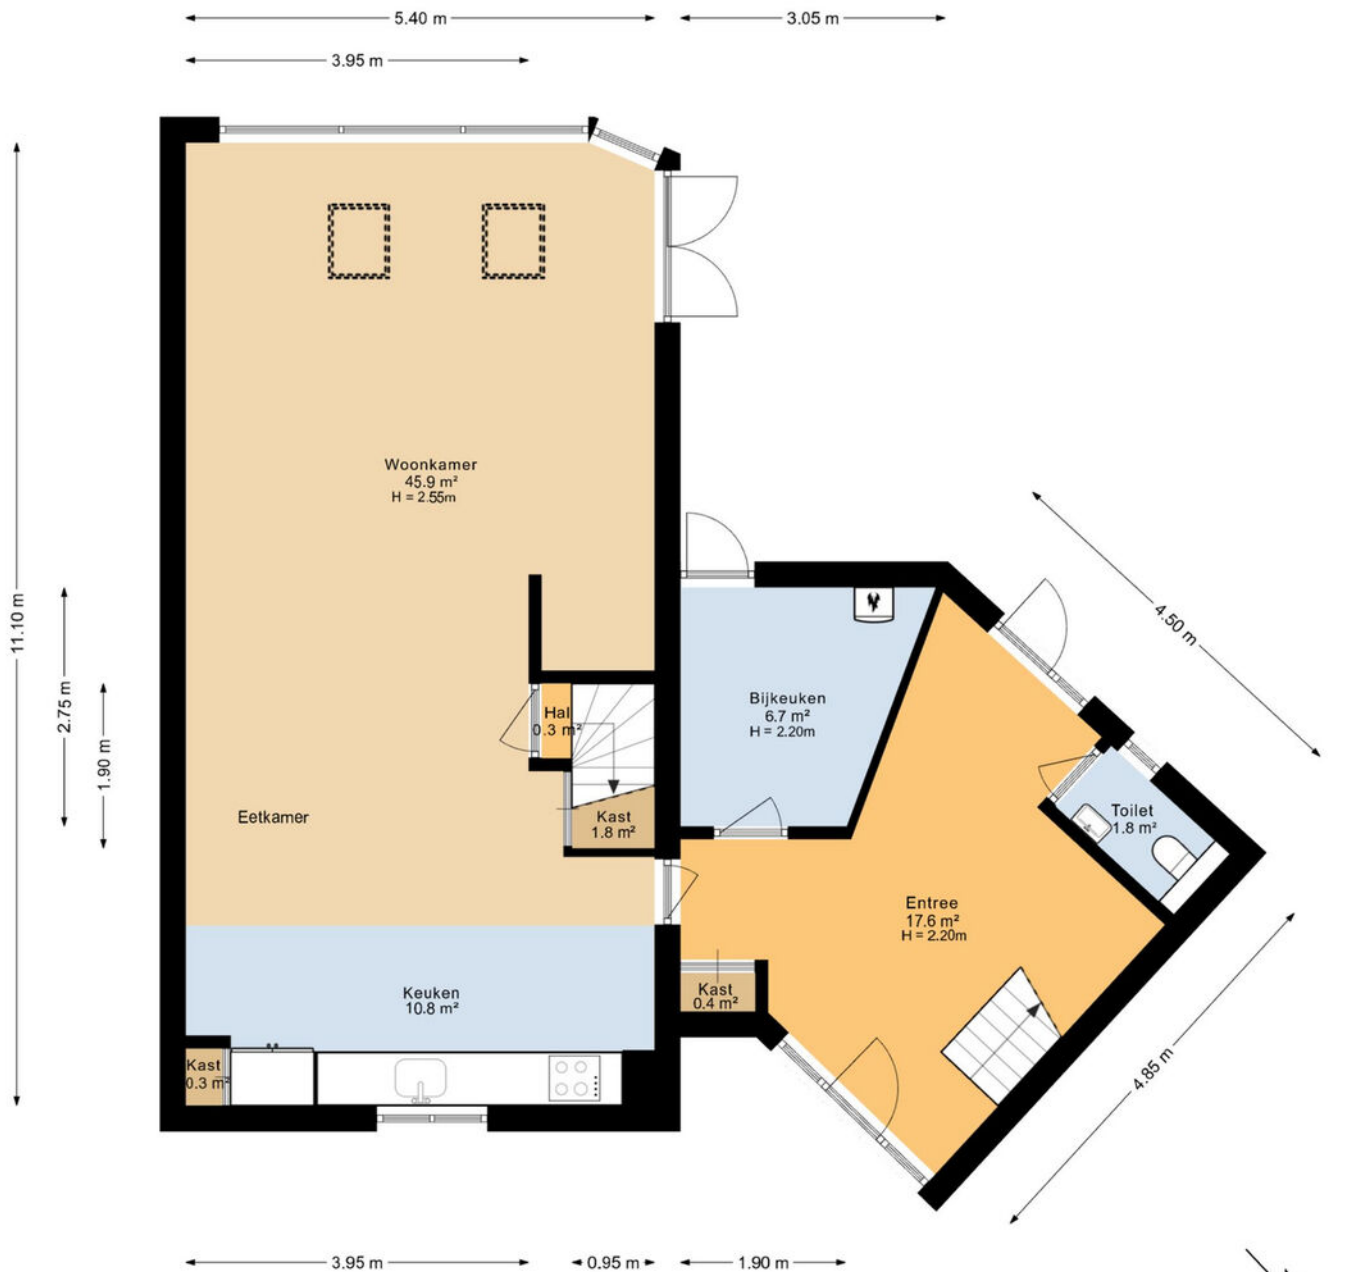 5.40 m
3.05 m
3.95 m
11.10 m
2.75 m
1.90 m
4.50 m
4.85 m
Woonkamer
45.9 m²
H = 2.55m
Bijkeuken
6.7 m²
H = 2.20m
Hal
0.3 m²
Kast
1.8 m²
Eetkamer
Toilet
1.8 m²
Entree
17.6 m²
H = 2.20m
Keuken
10.8 m²
Kast
0.4 m²
Kast
0.3 m²
3.95 m
0.95 m
1.90 m